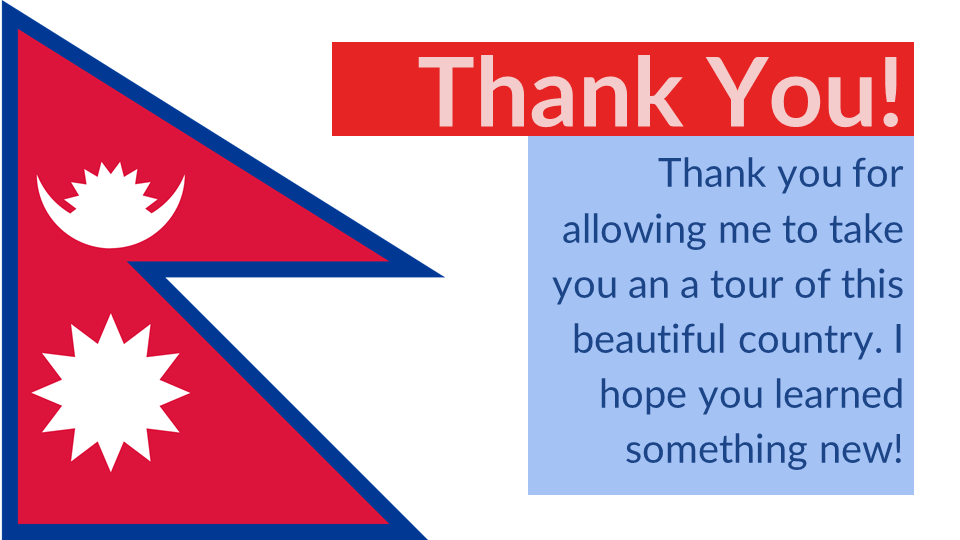 Thank You!
Thank you for
allowing me to take
you an a tour of this
beautiful country. I
hope you learned
something new!